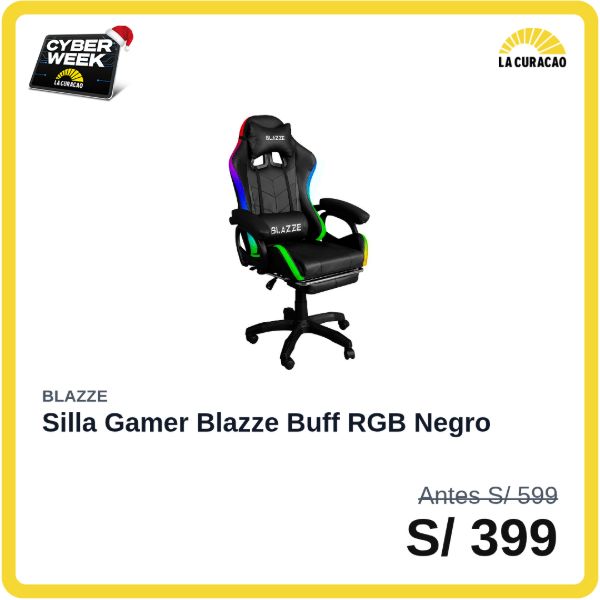 CYBER
WEEK
LA CURACAO
LA CURACAO
BLAZZE
BLAZZE
BLAZZE
Silla Gamer Blazze Buff RGB Negro
Antes S/ 599
S/ 399